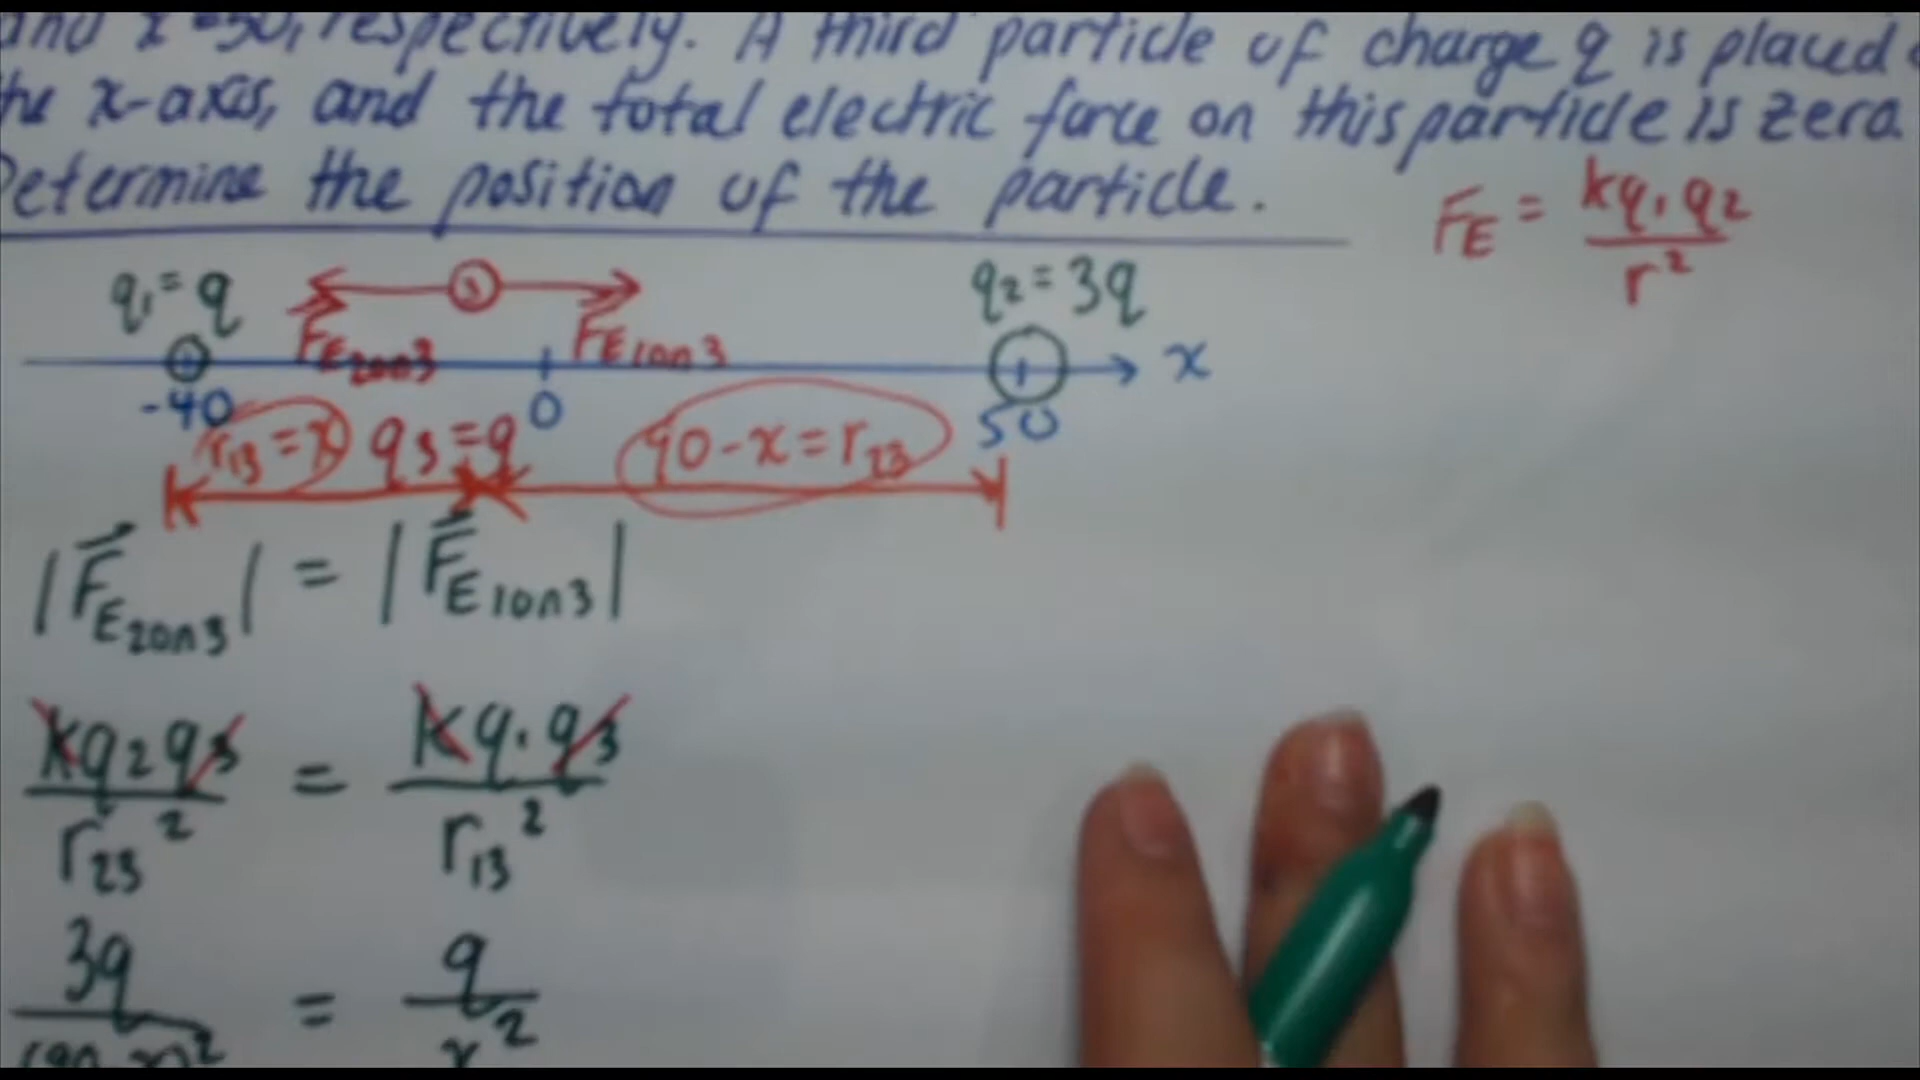 and x=50, respectively. A third particle of charge q is placed
the x-axis, and the total electric force on this particle is zero.
Determine the position of the particle.
F_E = kq₁q₂/r²
q₁=q
3
q₂=3q
F_E2on3
F_E1on3
x
-40
0
50
r₁₃=x
q₃=q
90-x=r₂₃
|F_E2on3| = |F_E1on3|
kq₂q₃/r₂₃² = kq₁q₃/r₁₃²
3q/(90-x)² = q/x²